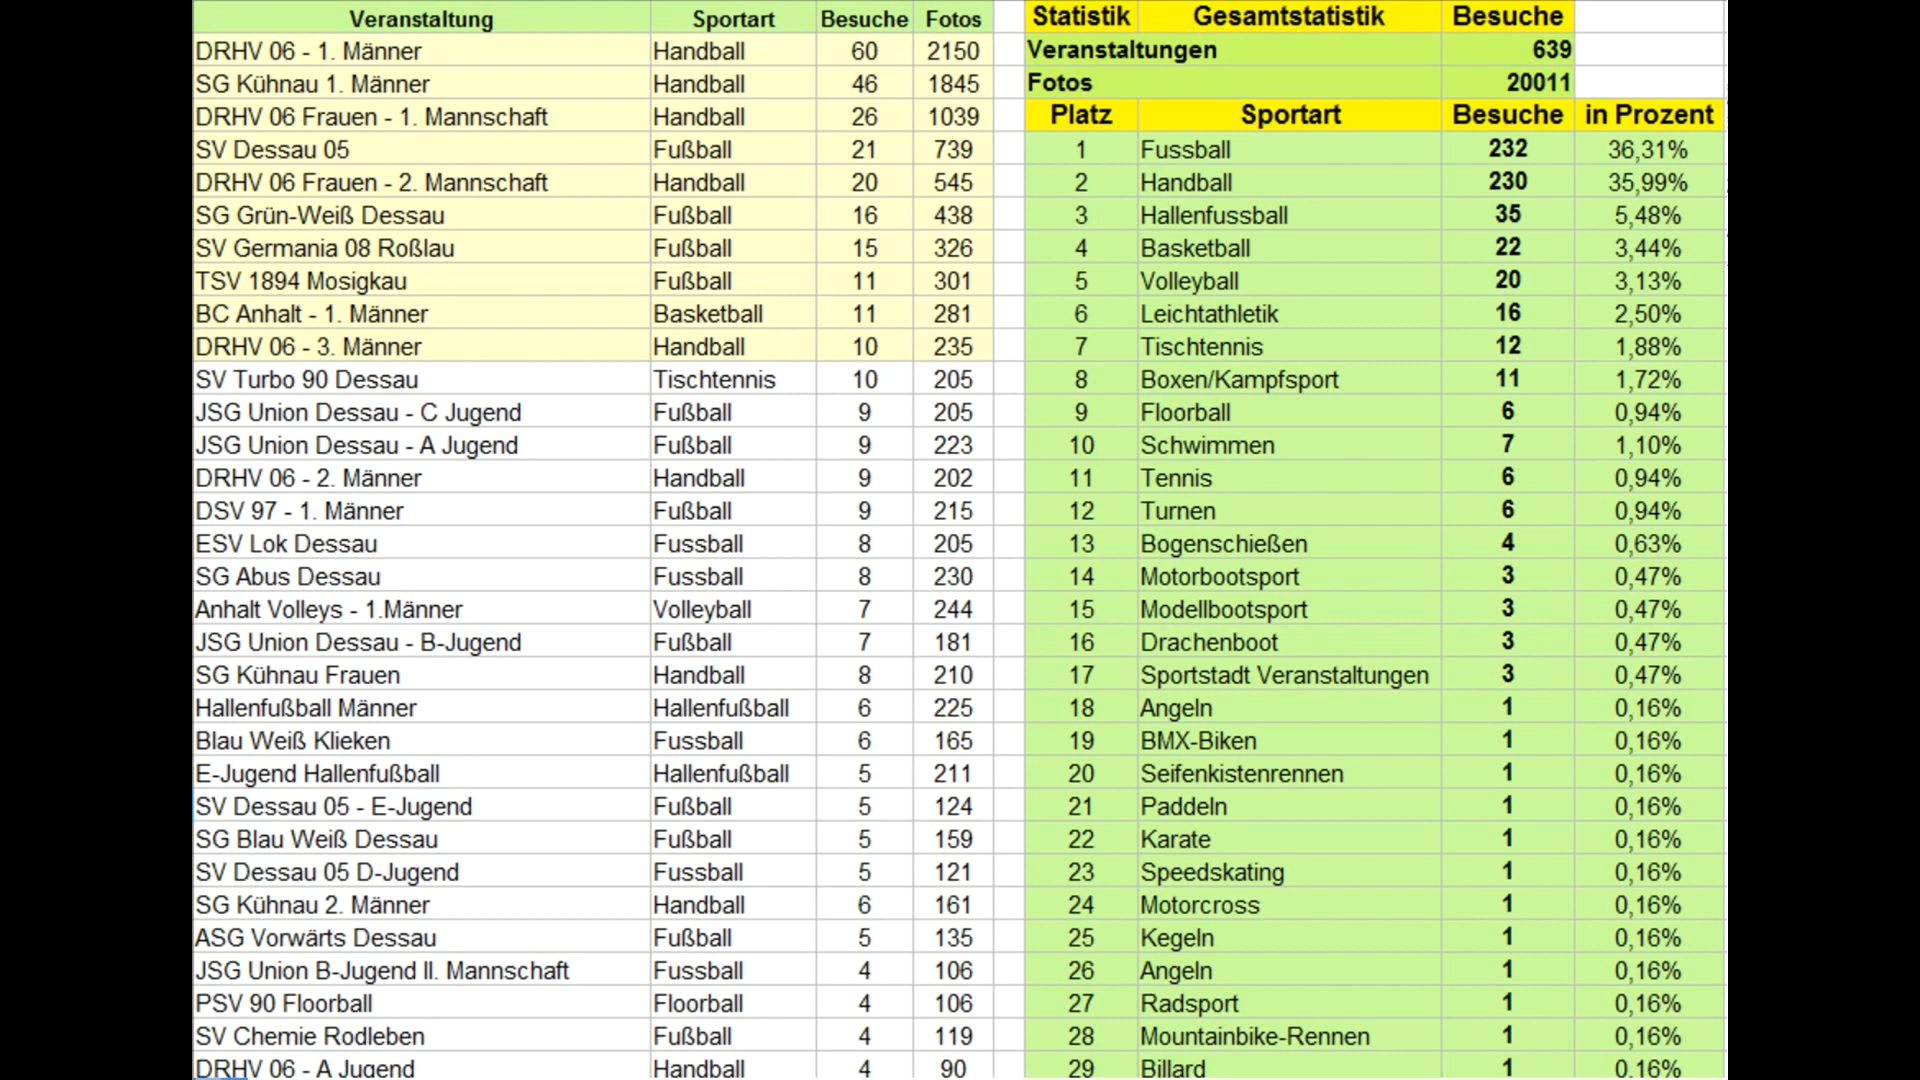 Veranstaltung Sportart Besuche Fotos
DRHV 06 - 1. Männer Handball 60 2150
SG Kühnau 1. Männer Handball 46 1845
DRHV 06 Frauen - 1. Mannschaft Handball 26 1039
SV Dessau 05 Fußball 21 739
DRHV 06 Frauen - 2. Mannschaft Handball 20 545
SG Grün-Weiß Dessau Fußball 16 438
SV Germania 08 Roßlau Fußball 15 326
TSV 1894 Mosigkau Fußball 11 301
BC Anhalt - 1. Männer Basketball 11 281
DRHV 06 - 3. Männer Handball 10 235
SV Turbo 90 Dessau Tischtennis 10 205
JSG Union Dessau - C Jugend Fußball 9 205
JSG Union Dessau - A Jugend Fußball 9 223
DRHV 06 - 2. Männer Handball 9 202
DSV 97 - 1. Männer Fußball 9 215
ESV Lok Dessau Fussball 8 205
SG Abus Dessau Fussball 8 230
Anhalt Volleys - 1.Männer Volleyball 7 244
JSG Union Dessau - B-Jugend Fußball 7 181
SG Kühnau Frauen Handball 8 210
Hallenfußball Männer Hallenfußball 6 225
Blau Weiß Klieken Fussball 6 165
E-Jugend Hallenfußball Hallenfußball 5 211
SV Dessau 05 - E-Jugend Fußball 5 124
SG Blau Weiß Dessau Fußball 5 159
SV Dessau 05 D-Jugend Fussball 5 121
SG Kühnau 2. Männer Handball 6 161
ASG Vorwärts Dessau Fußball 5 135
JSG Union B-Jugend II. Mannschaft Fussball 4 106
PSV 90 Floorball Floorball 4 106
SV Chemie Rodleben Fußball 4 119
DRHV 06 - A Jugend Handball 4 90
Statistik Gesamtstatistik Besuche
Veranstaltungen 639
Fotos 20011
Platz Sportart Besuche in Prozent
1 Fussball 232 36,31%
2 Handball 230 35,99%
3 Hallenfussball 35 5,48%
4 Basketball 22 3,44%
5 Volleyball 20 3,13%
6 Leichtathletik 16 2,50%
7 Tischtennis 12 1,88%
8 Boxen/Kampfsport 11 1,72%
9 Floorball 6 0,94%
10 Schwimmen 7 1,10%
11 Tennis 6 0,94%
12 Turnen 6 0,94%
13 Bogenschießen 4 0,63%
14 Motorbootsport 3 0,47%
15 Modellbootsport 3 0,47%
16 Drachenboot 3 0,47%
17 Sportstadt Veranstaltungen 3 0,47%
18 Angeln 1 0,16%
19 BMX-Biken 1 0,16%
20 Seifenkistenrennen 1 0,16%
21 Paddeln 1 0,16%
22 Karate 1 0,16%
23 Speedskating 1 0,16%
24 Motorcross 1 0,16%
25 Kegeln 1 0,16%
26 Angeln 1 0,16%
27 Radsport 1 0,16%
28 Mountainbike-Rennen 1 0,16%
29 Billard 1 0,16%